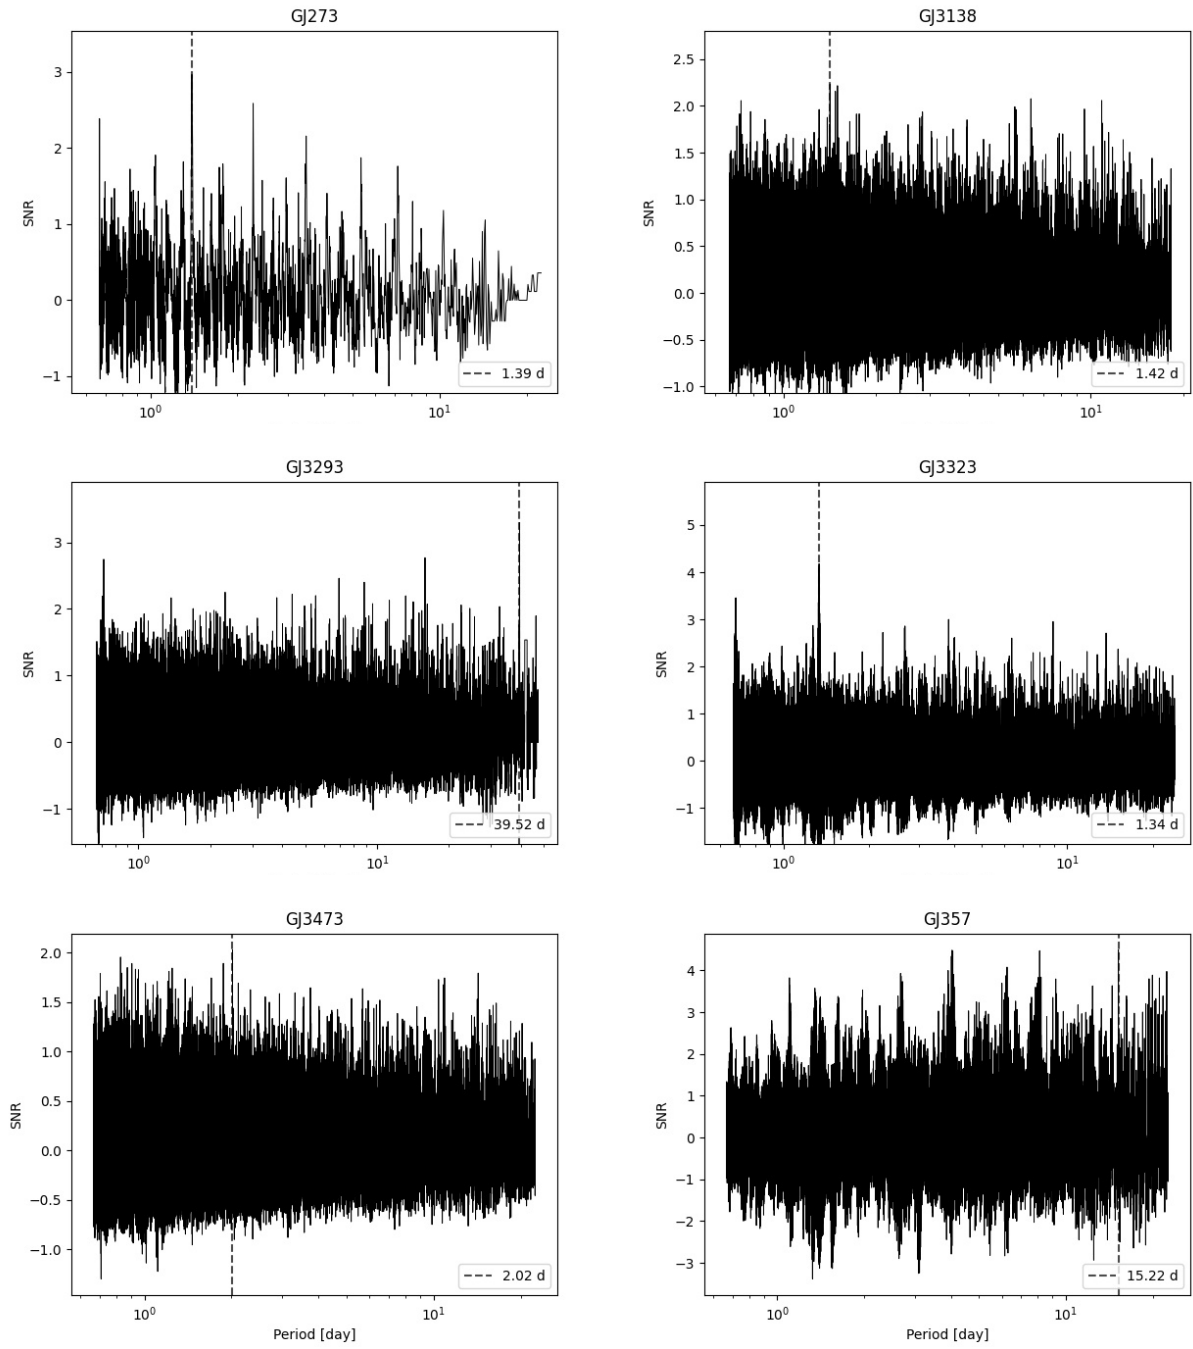 GJ273
GJ3138
SNR
3
2
1
0
−1
10⁰
10¹
1.39 d
SNR
2.5
2.0
1.5
1.0
0.5
0.0
−0.5
−1.0
10⁰
10¹
1.42 d
GJ3293
GJ3323
SNR
3
2
1
0
−1
10⁰
10¹
39.52 d
SNR
5
4
3
2
1
0
−1
10⁰
10¹
1.34 d
GJ3473
GJ357
SNR
2.0
1.5
1.0
0.5
0.0
−0.5
−1.0
10⁰
10¹
2.02 d
Period [day]
SNR
4
3
2
1
0
−1
−2
−3
10⁰
10¹
15.22 d
Period [day]